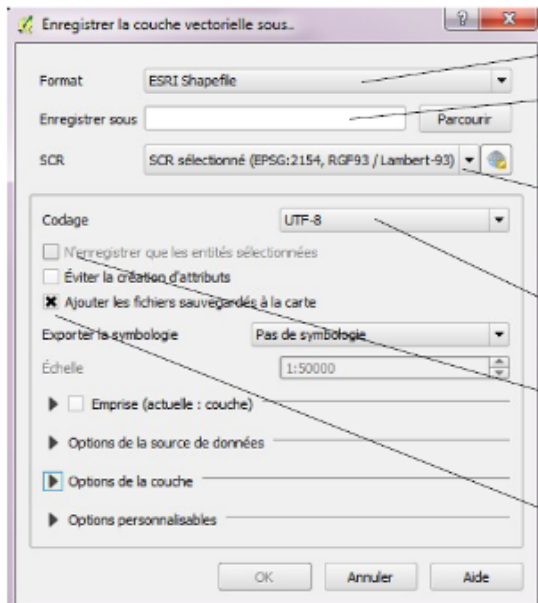 Enregistrer la couche vectorielle sous..
Format ESRI Shapefile
Enregistrer sous Parcourir
SCR SCR sélectionné (EPSG:2154, RGF93 / Lambert-93)
Codage UTF-8
N'enregistrer que les entités sélectionnées
Éviter la création d'attributs
Ajouter les fichiers sauvegardés à la carte
Exporter la symbologie Pas de symbologie
Échelle 1:50000
Emprise (actuelle : couche)
Options de la source de données
Options de la couche
Options personnalisables
OK Annuler Aide